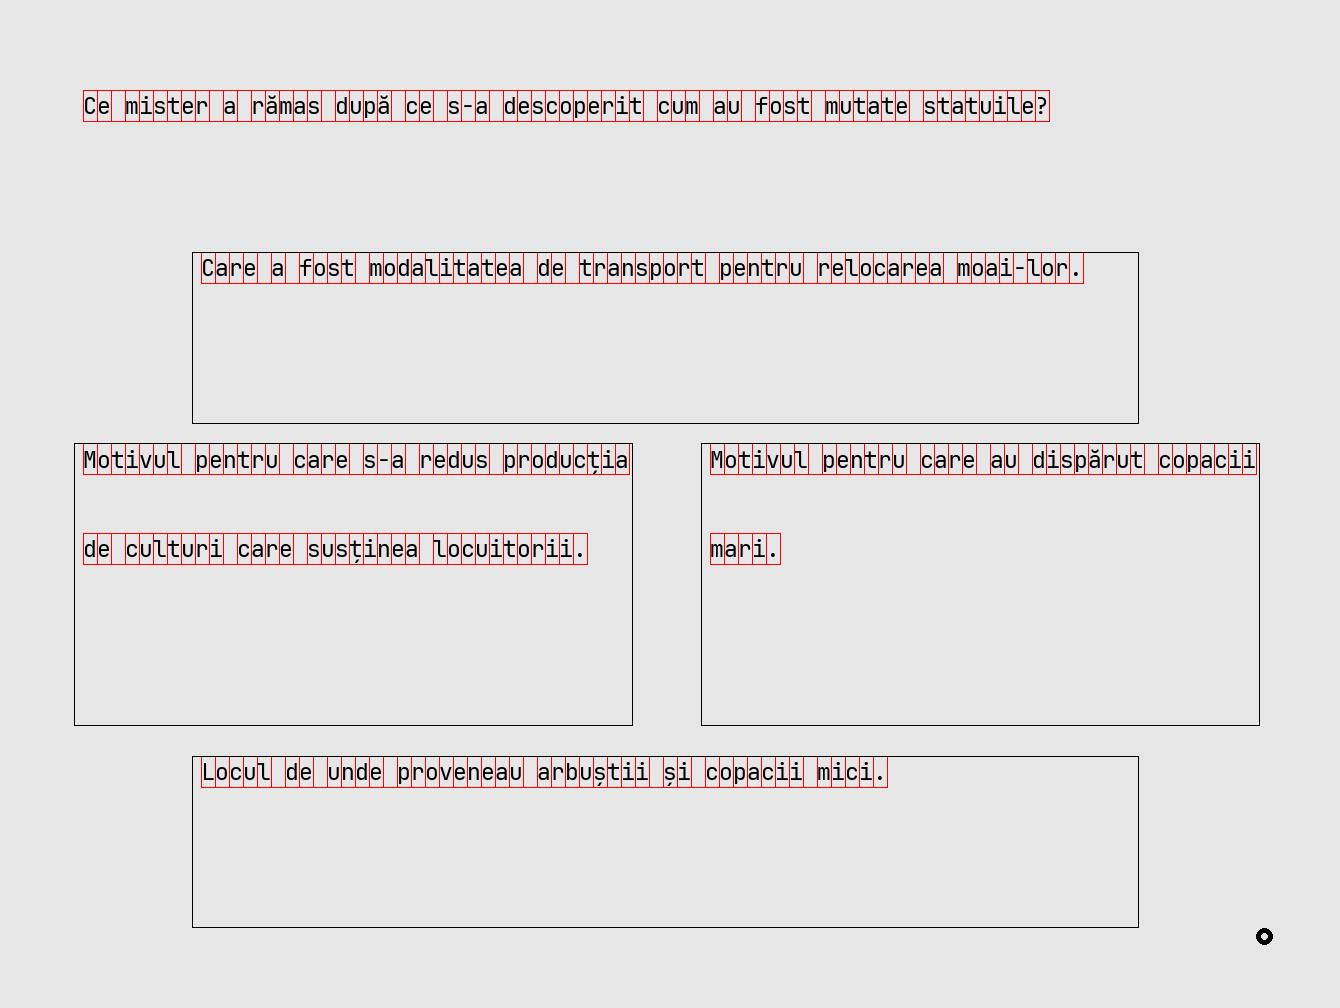 Ce mister a rămas după ce s-a descoperit cum au fost mutate statuile?
Care a fost modalitatea de transport pentru relocarea moai-lor.
Motivul pentru care s-a redus producția
de culturi care susținea locuitorii.
Motivul pentru care au dispărut copacii
mari.
Locul de unde proveneau arbuștii și copacii mici.